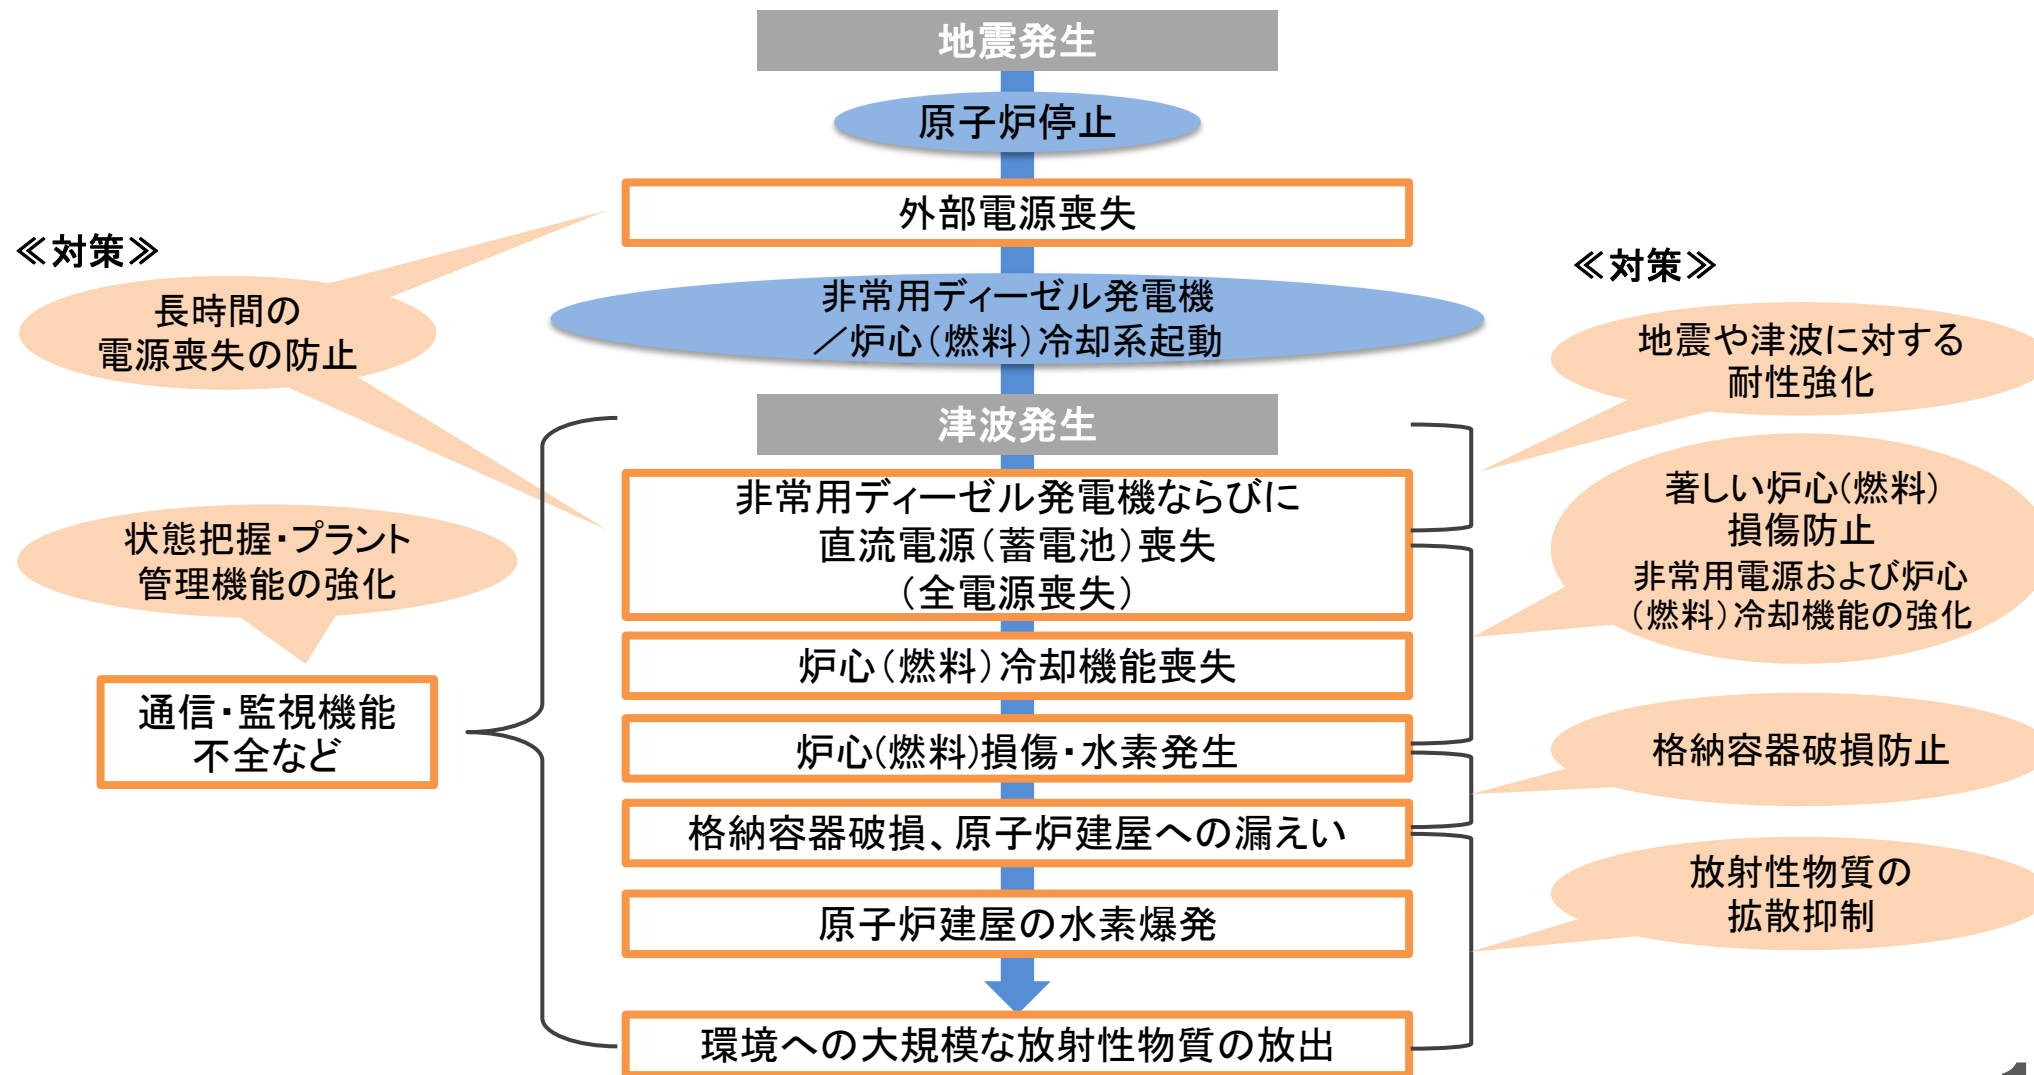 地震発生
原子炉停止
外部電源喪失
≪対策≫
長時間の
電源喪失の防止
非常用ディーゼル発電機
／炉心（燃料）冷却系起動
≪対策≫
地震や津波に対する
耐性強化
津波発生
非常用ディーゼル発電機ならびに
直流電源（蓄電池）喪失
（全電源喪失）
著しい炉心(燃料)
損傷防止
非常用電源および炉心
（燃料）冷却機能の強化
状態把握・プラント
管理機能の強化
炉心（燃料）冷却機能喪失
通信・監視機能
不全など
炉心(燃料)損傷・水素発生
格納容器破損防止
格納容器破損、原子炉建屋への漏えい
放射性物質の
拡散抑制
原子炉建屋の水素爆発
環境への大規模な放射性物質の放出